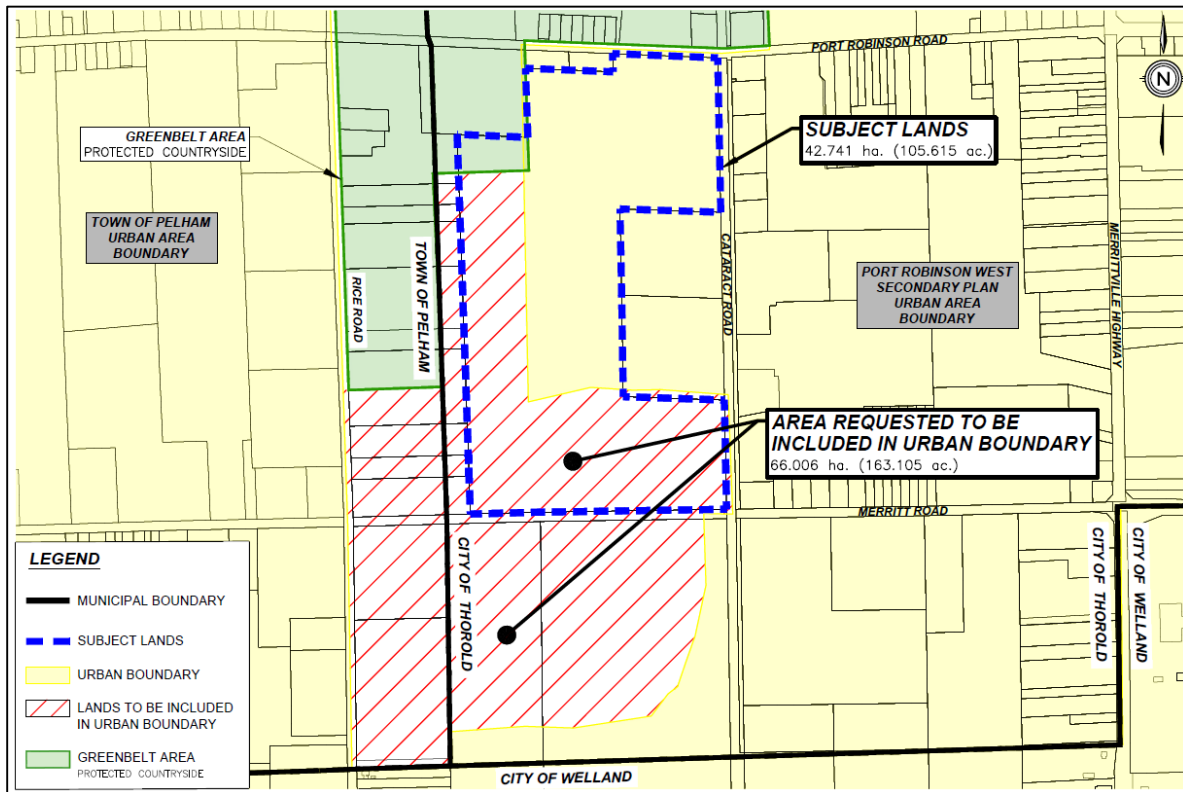 PORT ROBINSON ROAD
N
GREENBELT AREA
PROTECTED COUNTRYSIDE
SUBJECT LANDS
42.741 ha. (105.615 ac.)
TOWN OF PELHAM
URBAN AREA
BOUNDARY
RICE ROAD
TOWN OF PELHAM
CATARACT ROAD
PORT ROBINSON WEST
SECONDARY PLAN
URBAN AREA
BOUNDARY
MERRITTVILLE HIGHWAY
AREA REQUESTED TO BE
INCLUDED IN URBAN BOUNDARY
66.006 ha. (163.105 ac.)
MERRITT ROAD
CITY OF THOROLD
CITY OF THOROLD
CITY OF WELLAND
LEGEND
MUNICIPAL BOUNDARY
SUBJECT LANDS
URBAN BOUNDARY
LANDS TO BE INCLUDED
IN URBAN BOUNDARY
GREENBELT AREA
PROTECTED COUNTRYSIDE
CITY OF WELLAND